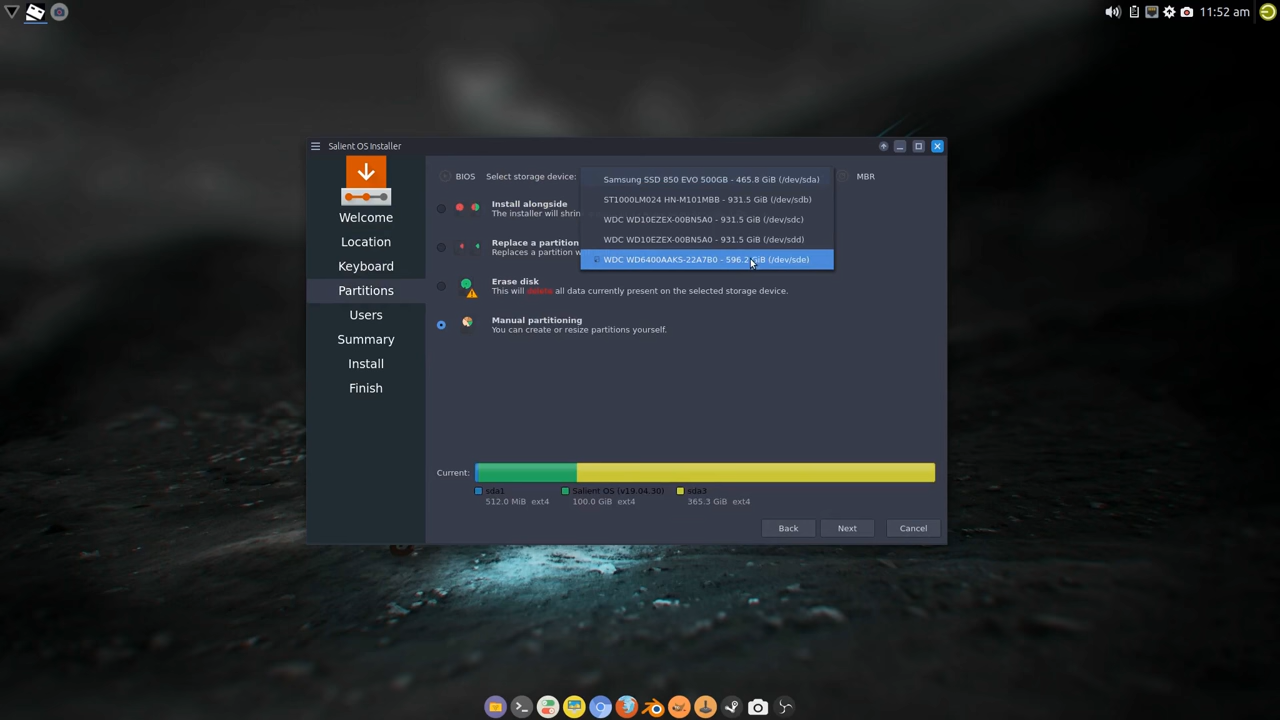 11:52 am
Salient OS Installer
BIOS Select storage device: MBR
Samsung SSD 850 EVO 500GB - 465.8 GiB (/dev/sda)
ST1000LM024 HN-M101MBB - 931.5 GiB (/dev/sdb)
WDC WD10EZEX-00BN5A0 - 931.5 GiB (/dev/sdc)
WDC WD10EZEX-00BN5A0 - 931.5 GiB (/dev/sdd)
WDC WD6400AAKS-22A7B0 - 596.2 GiB (/dev/sde)
Welcome
Location
Keyboard
Partitions
Users
Summary
Install
Finish
Install alongside
The installer will shrin
Replace a partition
Replaces a partition w
Erase disk
This will delete all data currently present on the selected storage device.
Manual partitioning
You can create or resize partitions yourself.
Current:
sda1 Salient OS (v19.04.30) sda3
512.0 MiB ext4 100.0 GiB ext4 365.3 GiB ext4
Back Next Cancel